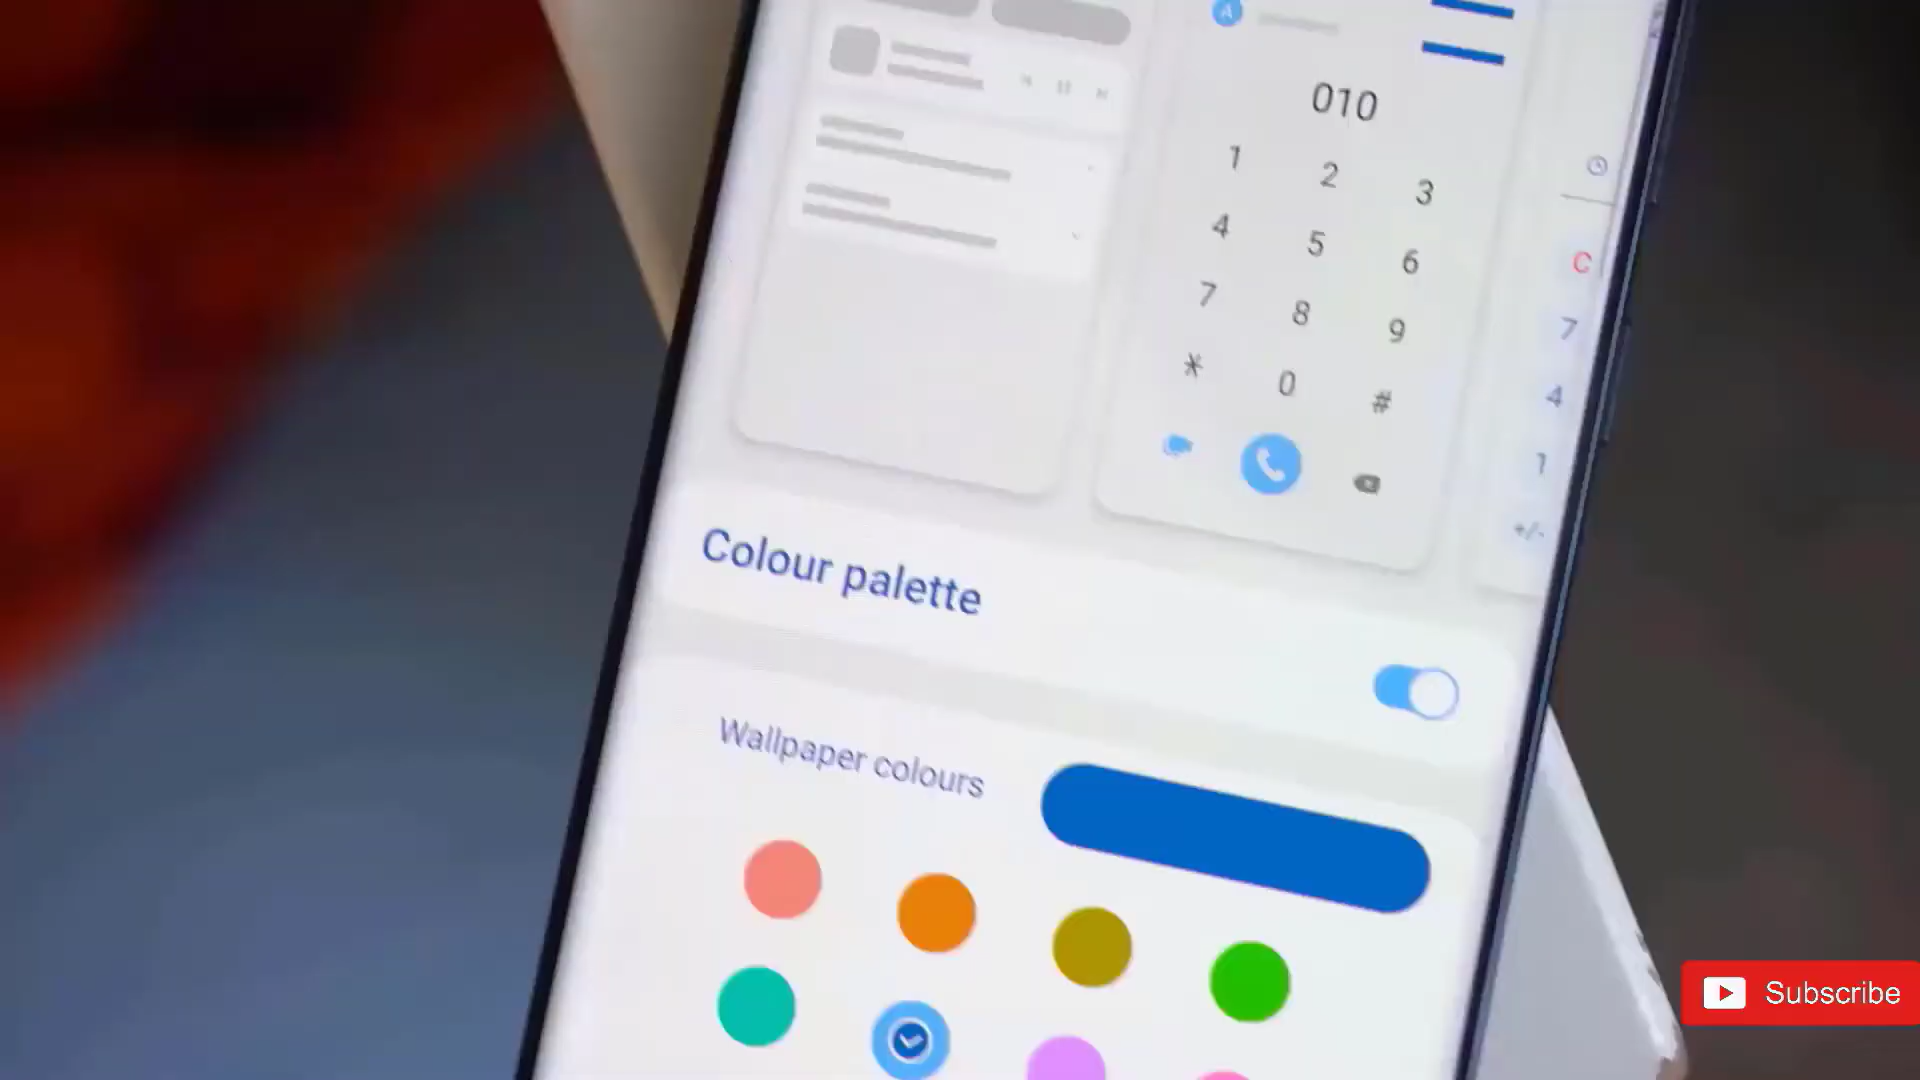 A
010
1 2 3
4 5 6
7 8 9
* 0 #
C
7
4
1
+/-
Colour palette
Wallpaper colours
Subscribe